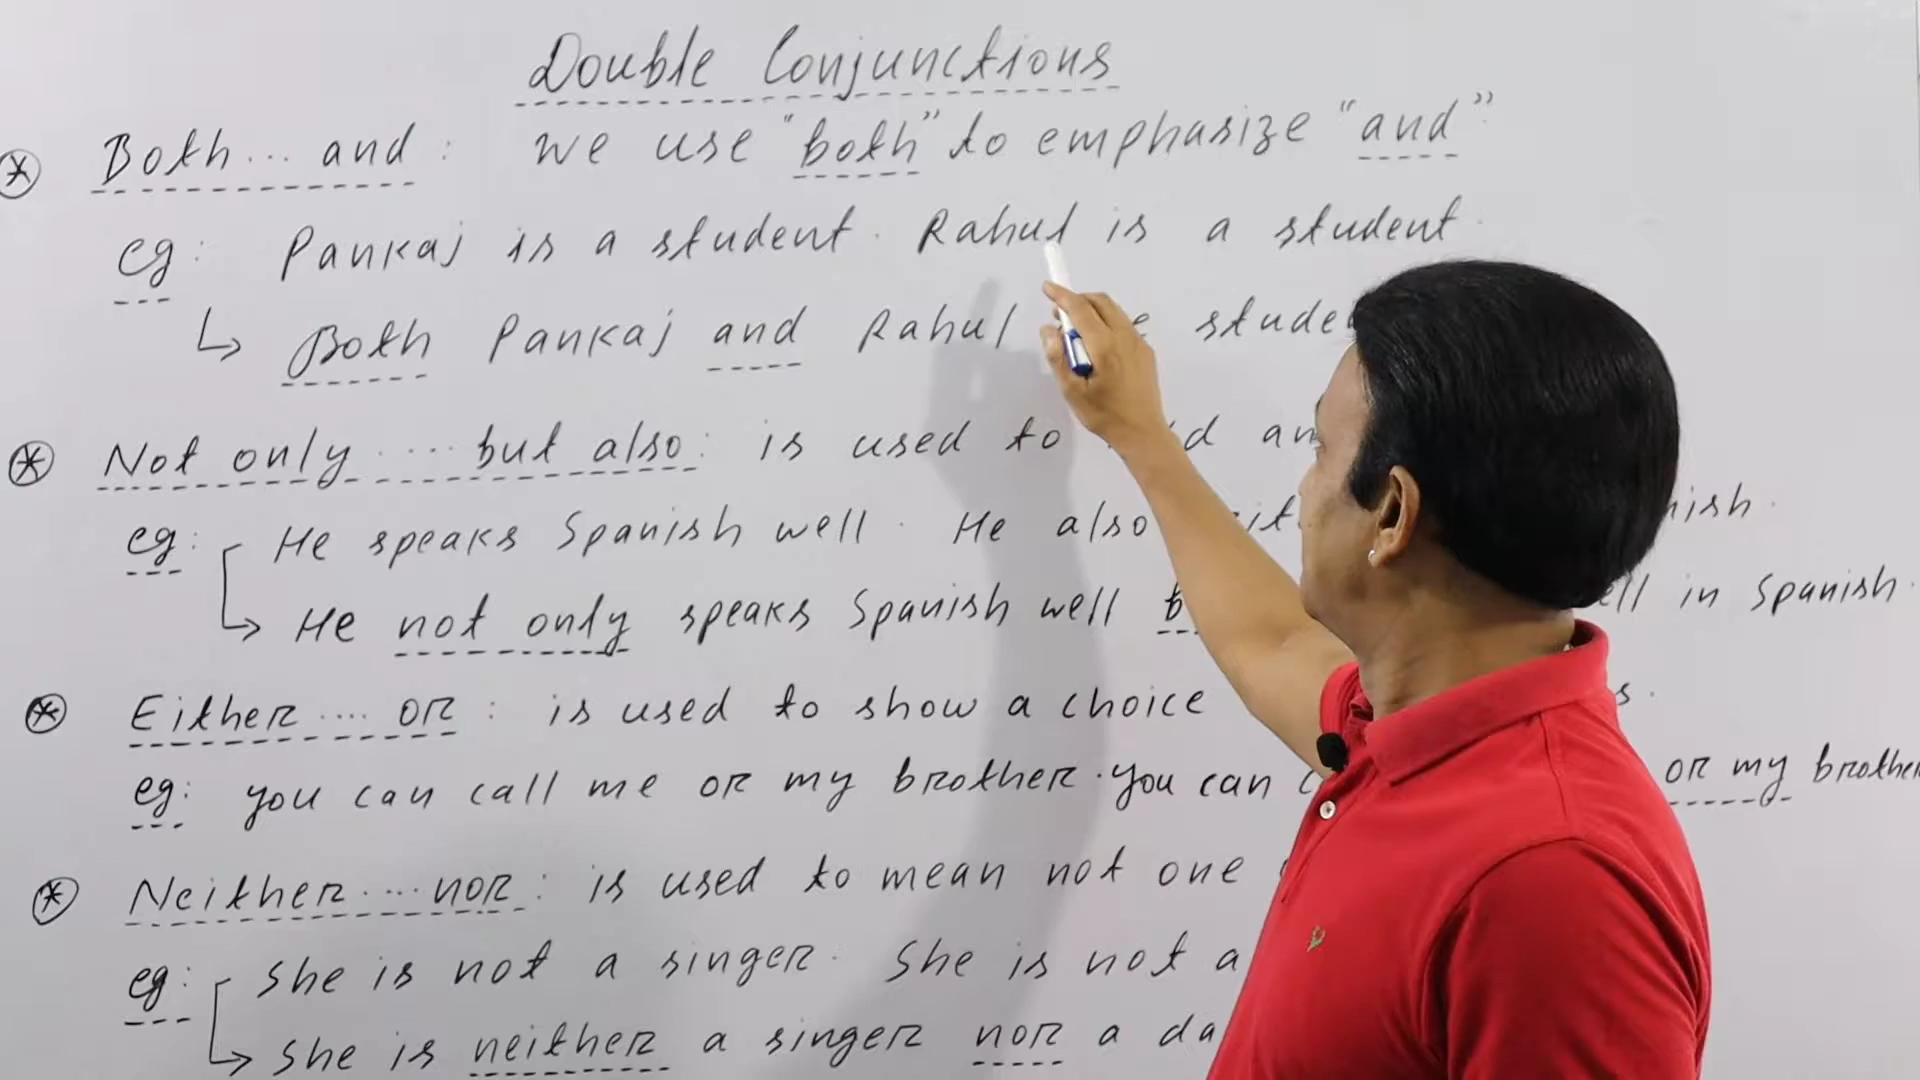 Double Conjunctions
* Both... and : We use "both" to emphasize "and".
eg: Pankaj is a student. Rahul is a student.
↳ Both Pankaj and Rahul
* Not only .... but also : is used to
eg: He speaks Spanish well. He also
↳ He not only speaks Spanish well well in Spanish.
* Either .... or : is used to show a choice
eg: you can call me or my brother. You can or my brother
* Neither .... nor : is used to mean not one
eg: She is not a singer. She is not a
↳ She is neither a singer nor a